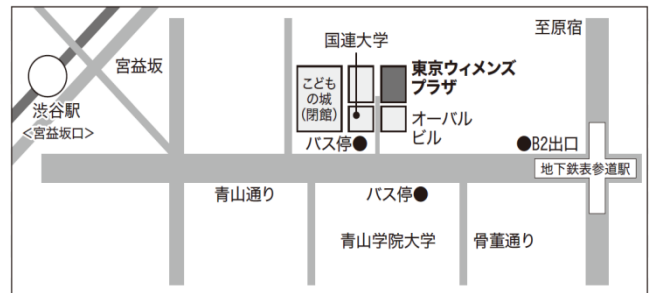 至原宿
国連大学
宮益坂
東京ウィメンズ
プラザ
こども
の城
(閉館)
渋谷駅
<宮益坂口>
オーバル
ビル
バス停●
●B2出口
地下鉄表参道駅
青山通り
バス停●
青山学院大学
骨董通り